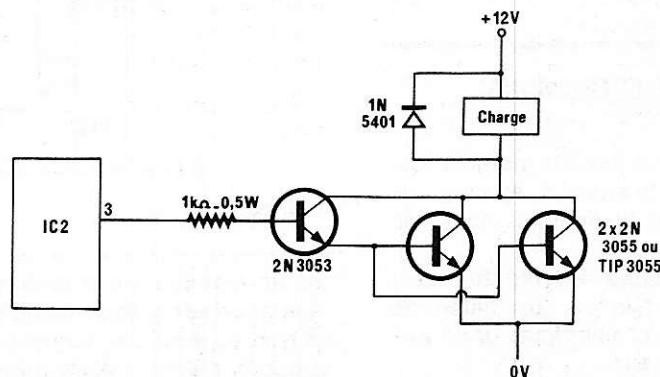 +12V
1N
5401
Charge
IC2
3
1kΩ_0,5W
2N3053
2x2N
3055 ou
TIP3055
0V